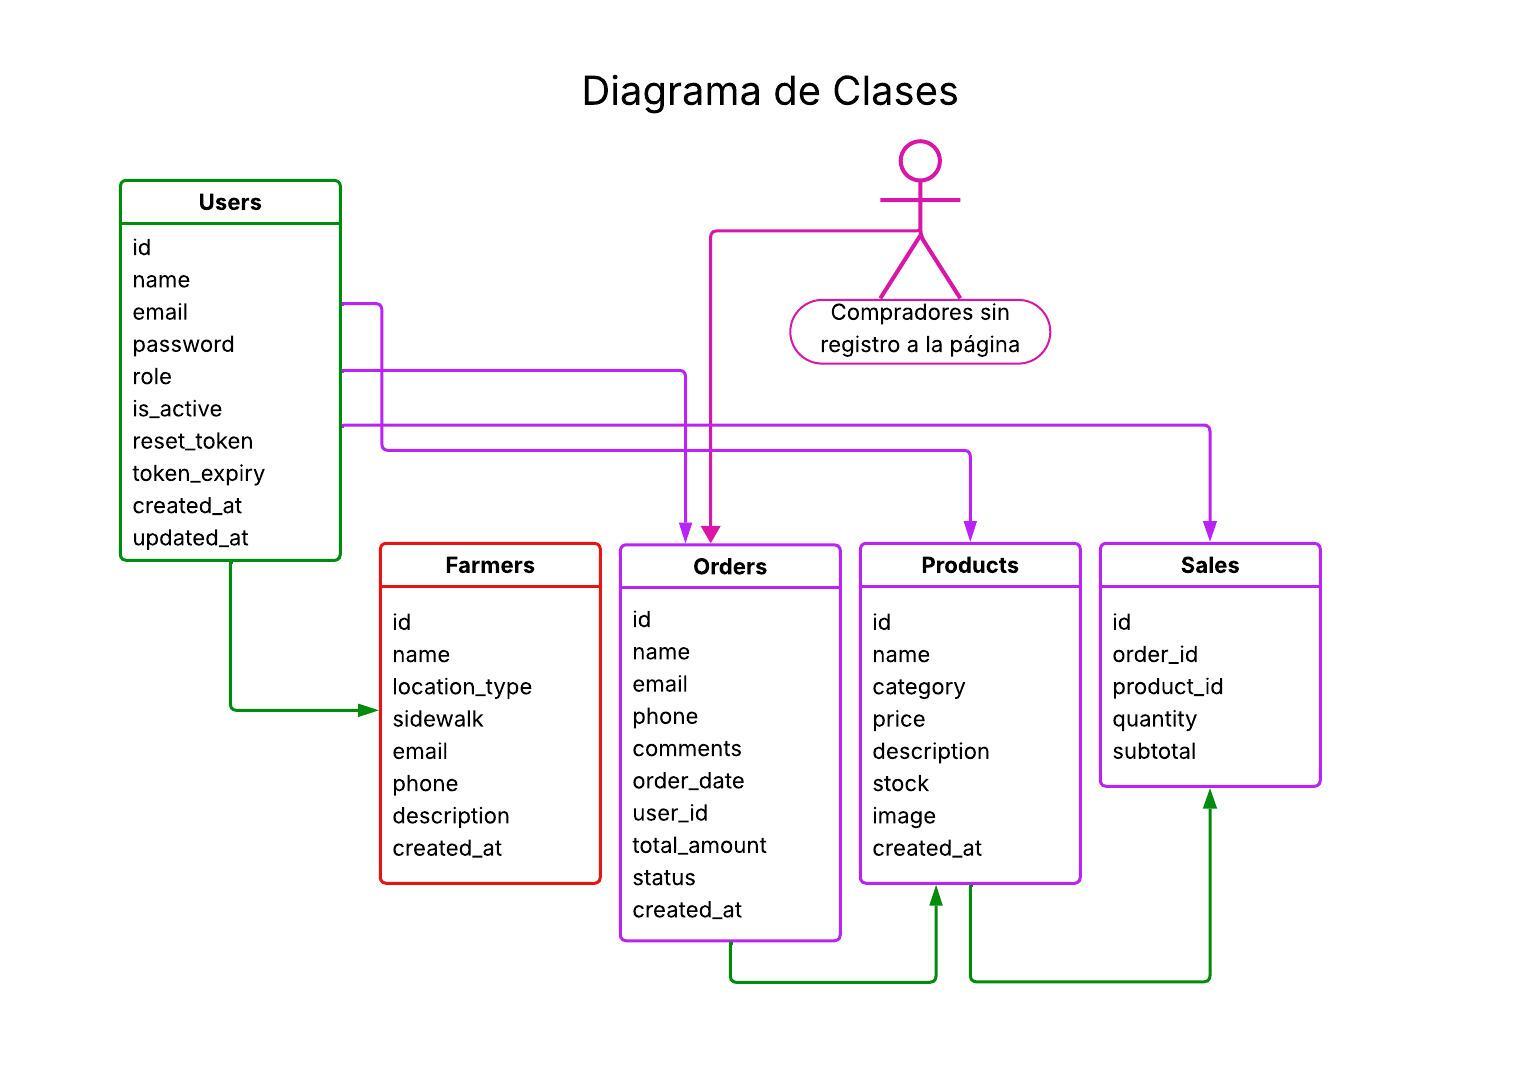 Diagrama de Clases
Users
id
name
email
password
role
is_active
reset_token
token_expiry
created_at
updated_at
Compradores sin
registro a la página
Farmers
id
name
location_type
sidewalk
email
phone
description
created_at
Orders
id
name
email
phone
comments
order_date
user_id
total_amount
status
created_at
Products
id
name
category
price
description
stock
image
created_at
Sales
id
order_id
product_id
quantity
subtotal